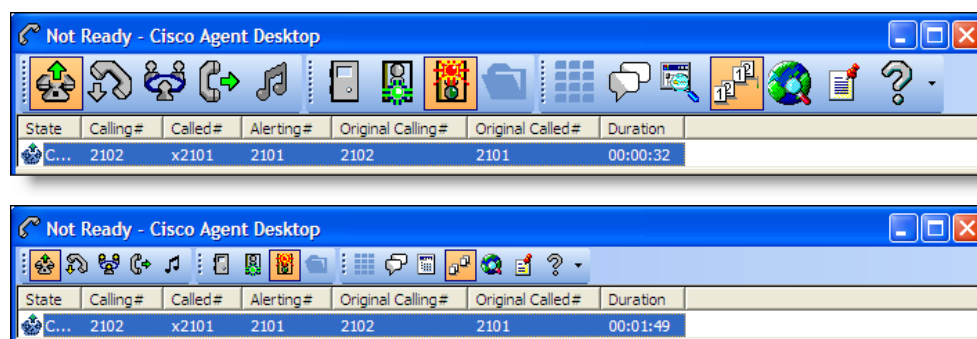 Not Ready - Cisco Agent Desktop
State Calling# Called# Alerting# Original Calling# Original Called# Duration
C... 2102 x2101 2101 2102 2101 00:00:32
Not Ready - Cisco Agent Desktop
State Calling# Called# Alerting# Original Calling# Original Called# Duration
C... 2102 x2101 2101 2102 2101 00:01:49